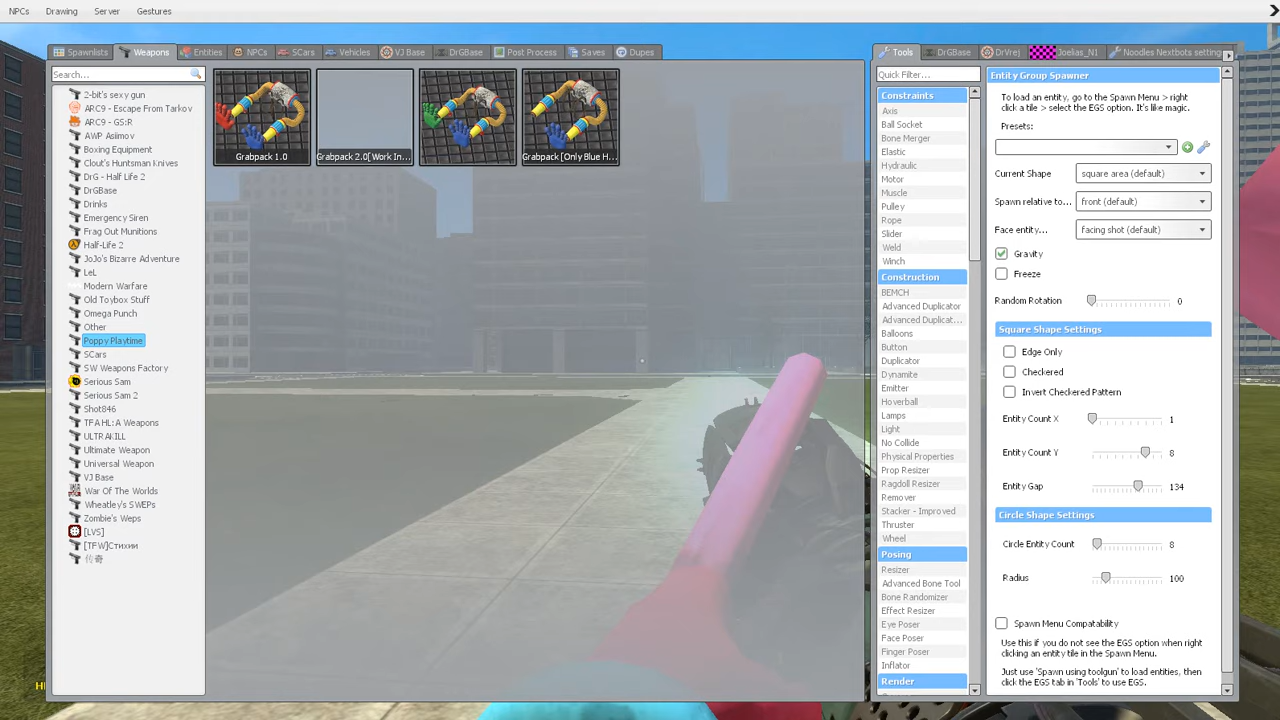 NPCs Drawing Server Gestures
Spawnlists Weapons Entities NPCs SCars Vehicles VJ Base DrGBase Post Process Saves Dupes
Search...
2-bit's sexy gun
ARC9 - Escape From Tarkov
ARC9 - GS:R
AWP Asiimov
Boxing Equipment
Clout's Huntsman Knives
DrG - Half Life 2
DrGBase
Drinks
Emergency Siren
Frag Out Munitions
Half-Life 2
JoJo's Bizarre Adventure
LeL
Modern Warfare
Old Toybox Stuff
Omega Punch
Other
Poppy Playtime
SCars
SW Weapons Factory
Serious Sam
Serious Sam 2
Shot846
TFA HL: A Weapons
ULTRAKILL
Ultimate Weapon
Universal Weapon
VJ Base
War Of The Worlds
Wheatley's SWEPs
Zombie's Weps
[LVS]
[TFW]Стихии
传奇
Grabpack 1.0
Grabpack 2.0[ Work In...
Grabpack [Only Blue H...
Tools DrGBase DrVrej Joelias_N1 Noodles Nextbots setting
Quick Filter...
Constraints
Axis
Ball Socket
Bone Merger
Elastic
Hydraulic
Motor
Muscle
Pulley
Rope
Slider
Weld
Winch
Construction
BEMCH
Advanced Duplicator
Advanced Duplicat...
Balloons
Button
Duplicator
Dynamite
Emitter
Hoverball
Lamps
Light
No Collide
Physical Properties
Prop Resizer
Ragdoll Resizer
Remover
Stacker - Improved
Thruster
Wheel
Posing
Resizer
Advanced Bone Tool
Bone Randomizer
Effect Resizer
Eye Poser
Face Poser
Finger Poser
Inflator
Render
Entity Group Spawner
To load an entity, go to the Spawn Menu > right
click a tile > select the EGS option. It's like magic.
Presets:
Current Shape square area (default)
Spawn relative to... front (default)
Face entity... facing shot (default)
Gravity
Freeze
Random Rotation 0
Square Shape Settings
Edge Only
Checkered
Invert Checkered Pattern
Entity Count X 1
Entity Count Y 8
Entity Gap 134
Circle Shape Settings
Circle Entity Count 8
Radius 100
Spawn Menu Compatability
Use this if you do not see the EGS option when right
clicking an entity tile in the Spawn Menu.
Just use 'Spawn using toolgun' to load entities, then
click the EGS tab in 'Tools' to use EGS.